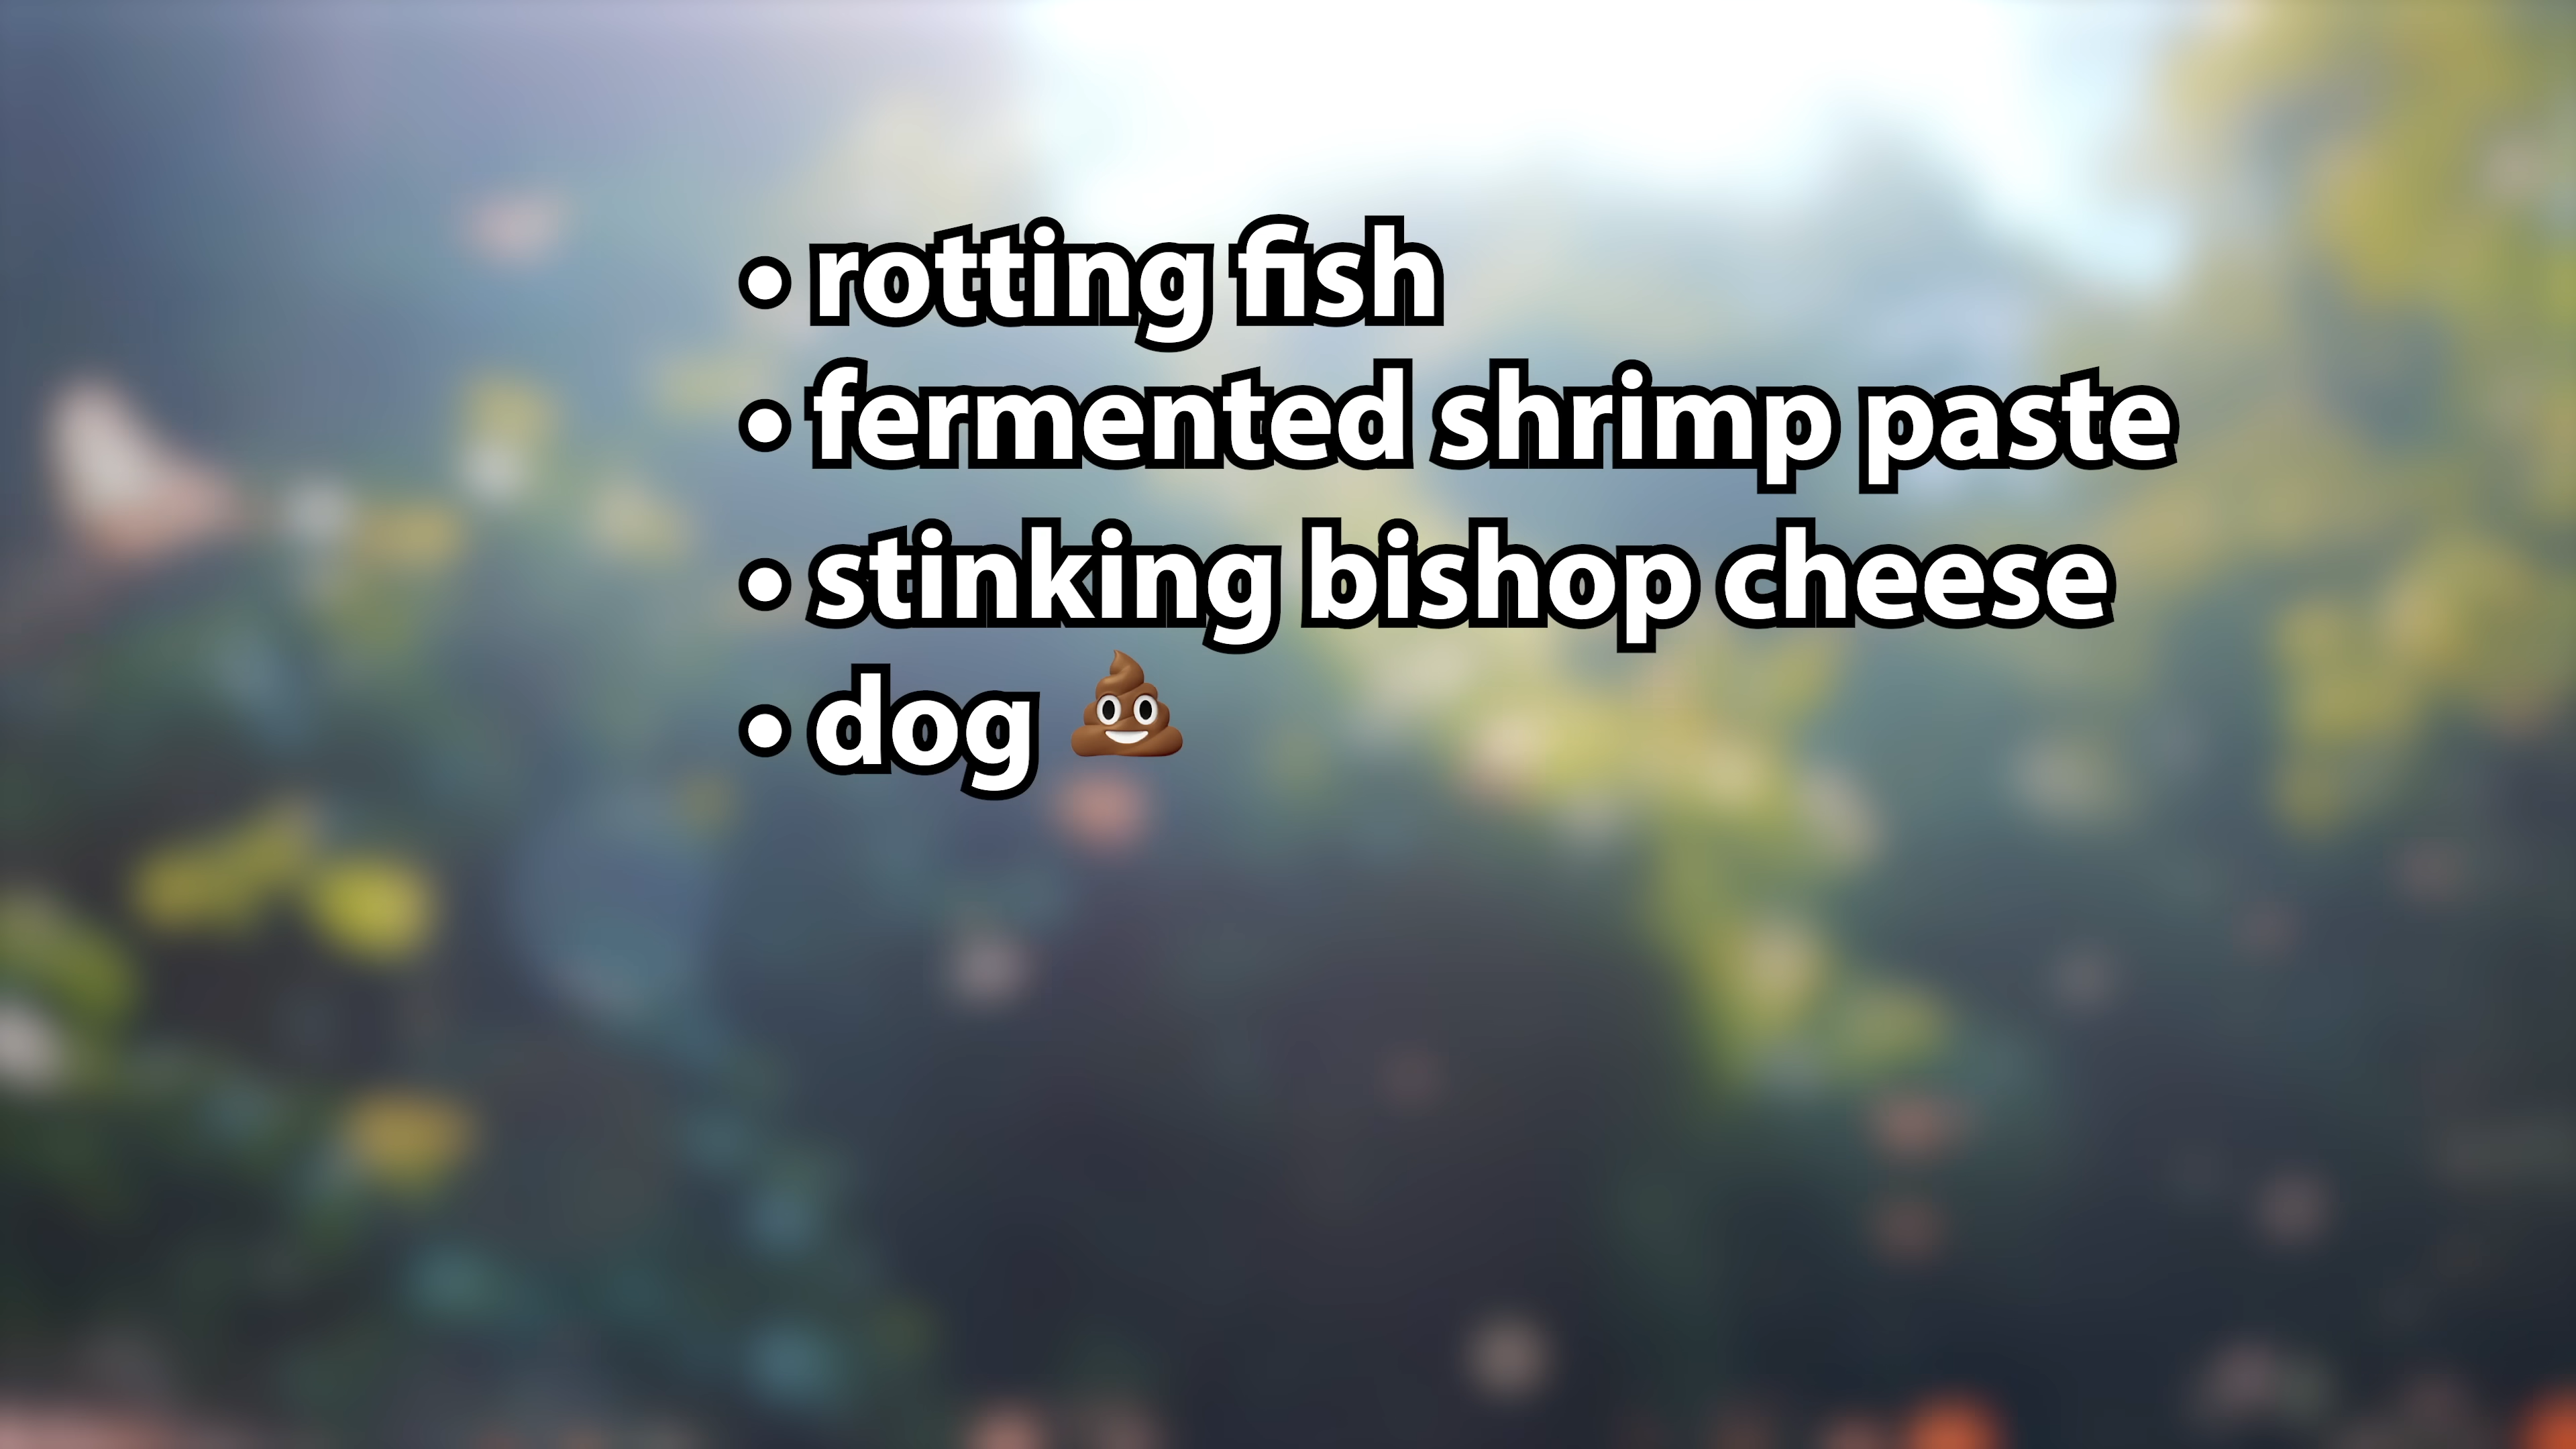 • rotting fish
• fermented shrimp paste
• stinking bishop cheese
• dog 💩